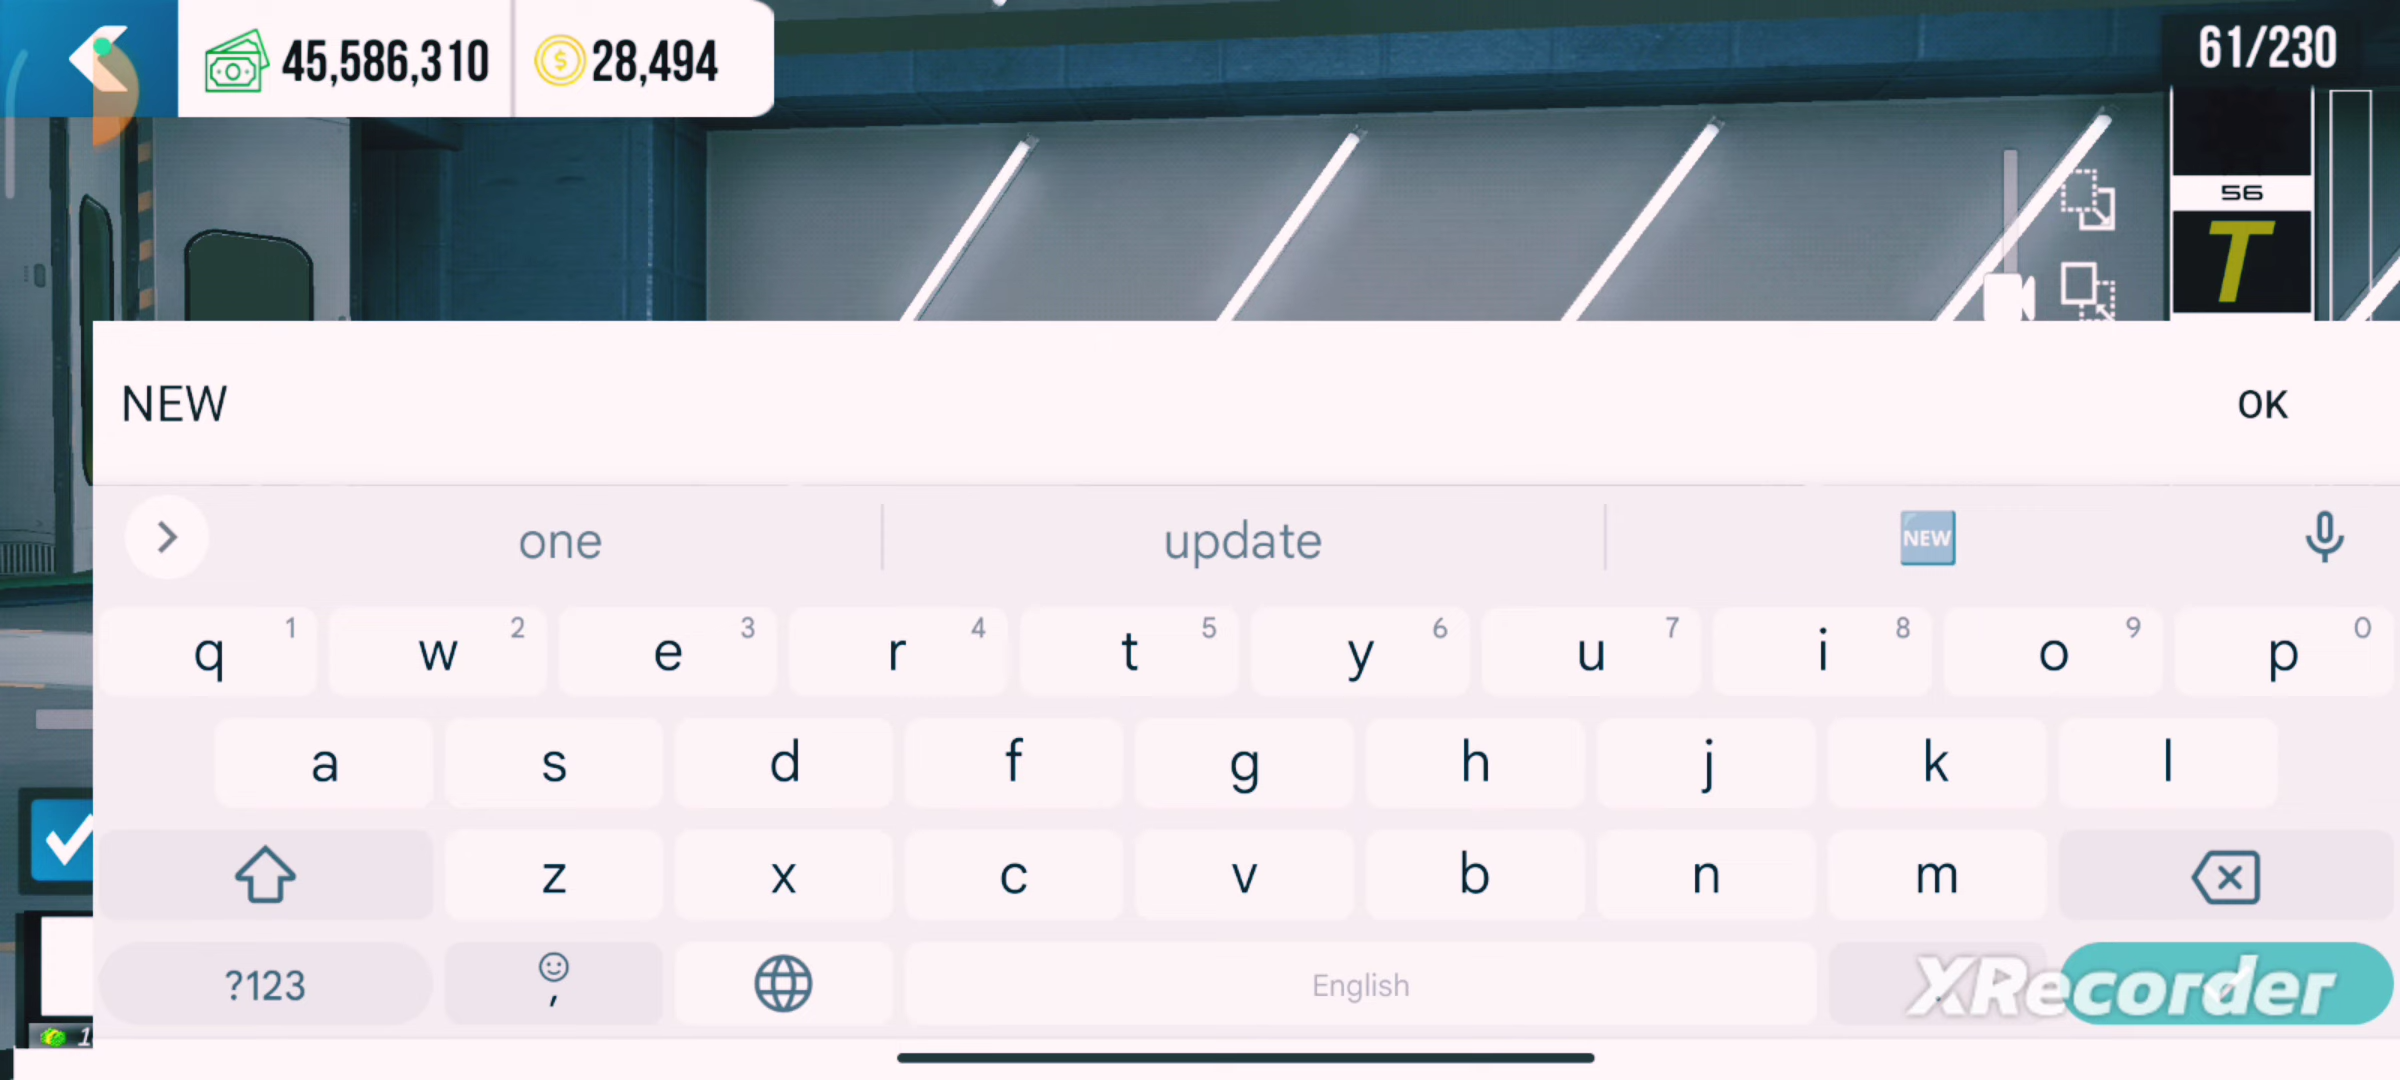 45,586,310 28,494 61/230
56
T
NEW OK
one update NEW
q 1 w 2 e 3 r 4 t 5 y 6 u 7 i 8 o 9 p 0
a s d f g h j k l
z x c v b n m
?123 , English XRecorder
1